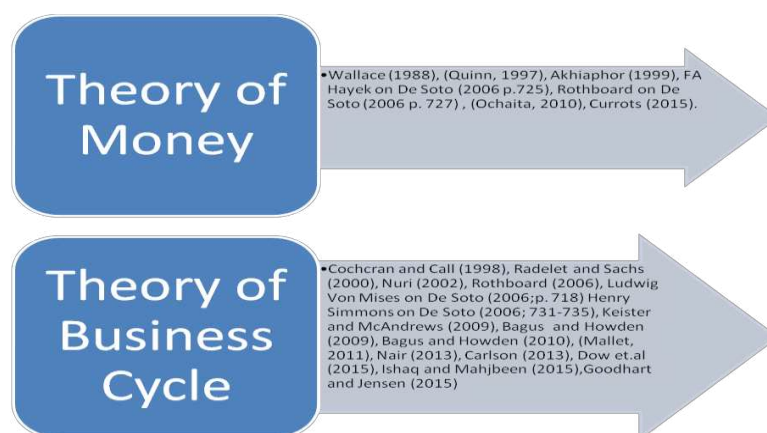 Theory of
Money
•Wallace (1988), (Quinn, 1997), Akhiaphor (1999), FA
Hayek on De Soto (2006 p.725), Rothboard on De
Soto (2006 p. 727) , (Ochaita, 2010), Currots (2015).
Theory of
Business
Cycle
•Cochcran and Call (1998), Radelet and Sachs
(2000), Nuri (2002), Rothboard (2006), Ludwig
Von Mises on De Soto (2006;p. 718) Henry
Simmons on De Soto (2006; 731-735), Keister
and McAndrews (2009), Bagus and Howden
(2009), Bagus and Howden (2010), (Mallet,
2011), Nair (2013), Carlson (2013), Dow et.al
(2015), Ishaq and Mahjbeen (2015),Goodhart
and Jensen (2015)